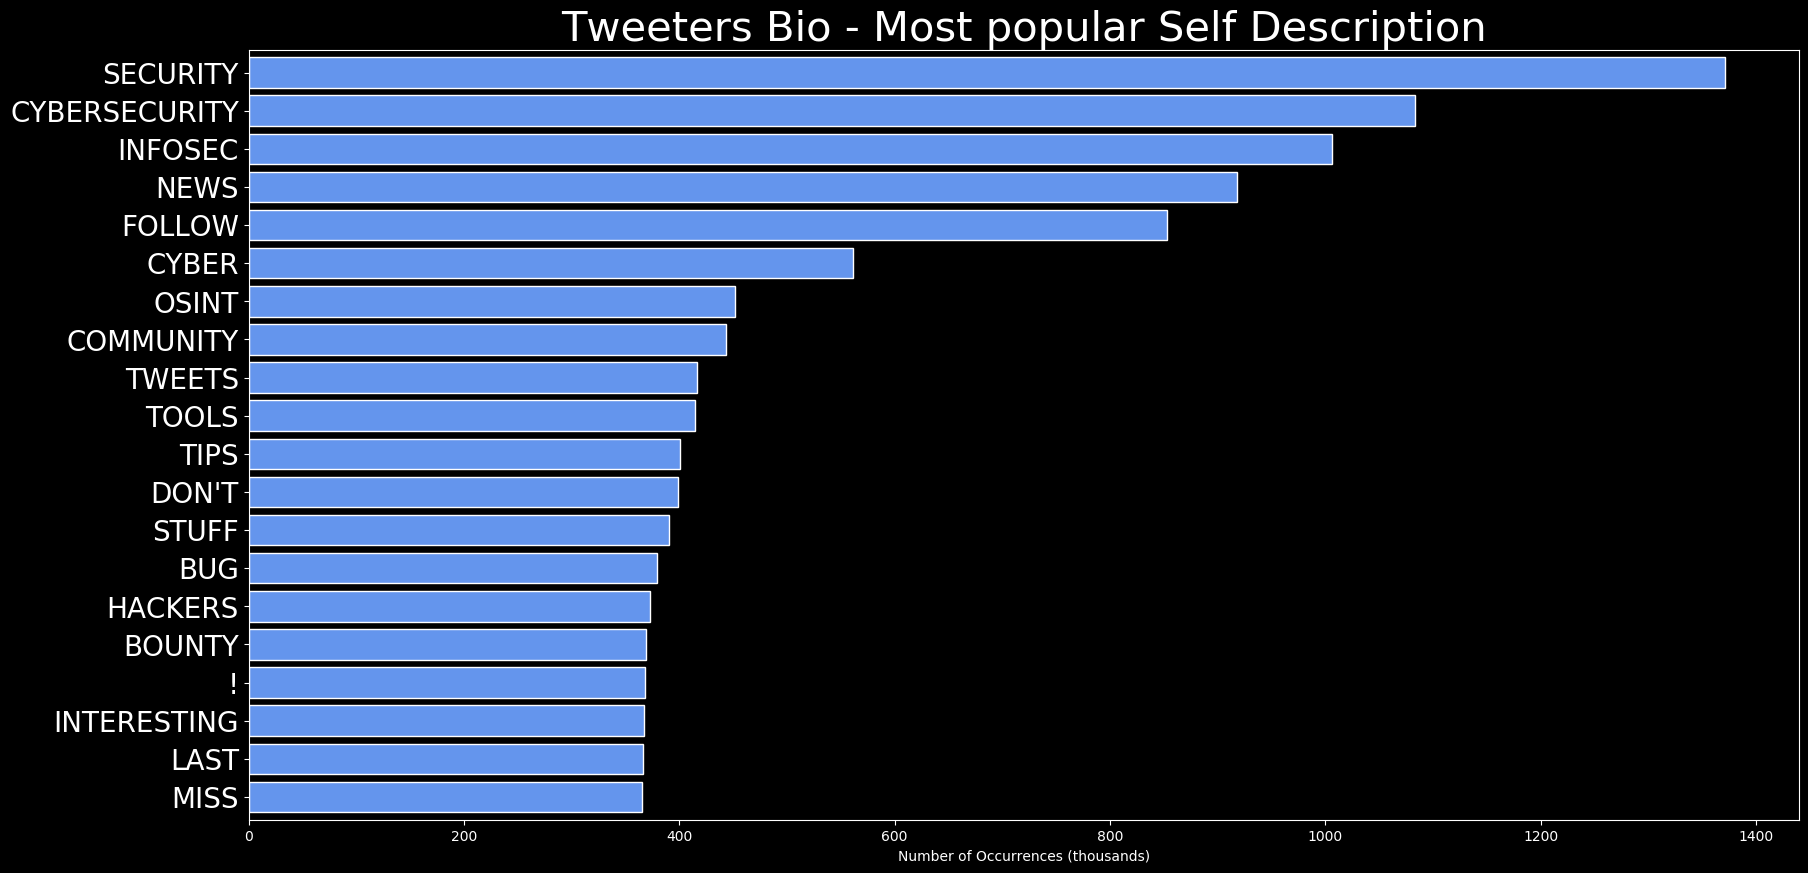 Tweeters Bio - Most popular Self Description
SECURITY
CYBERSECURITY
INFOSEC
NEWS
FOLLOW
CYBER
OSINT
COMMUNITY
TWEETS
TOOLS
TIPS
DON'T
STUFF
BUG
HACKERS
BOUNTY
!
INTERESTING
LAST
MISS
0 200 400 600 800 1000 1200 1400
Number of Occurrences (thousands)